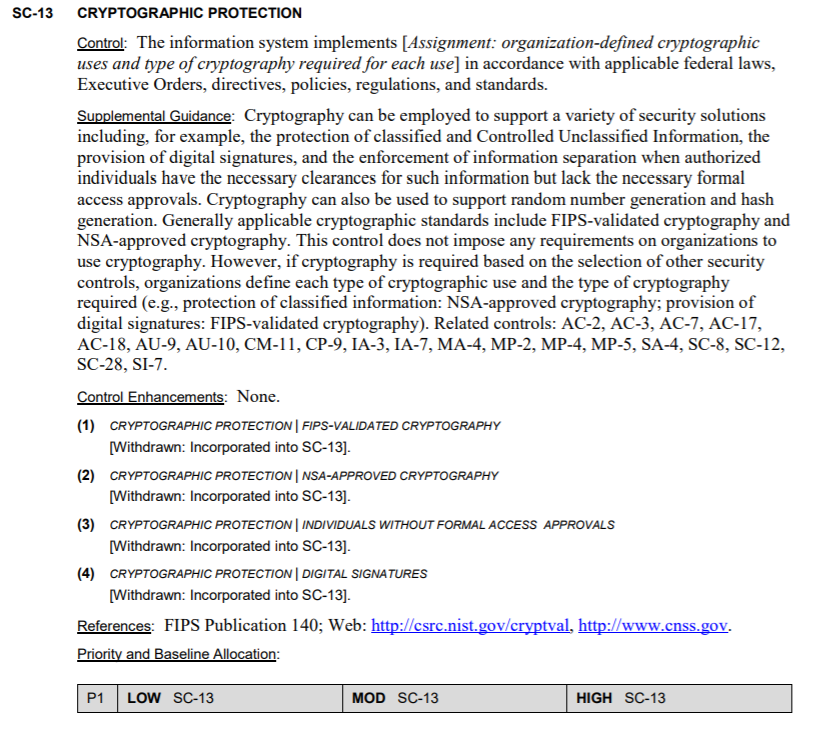 SC-13 CRYPTOGRAPHIC PROTECTION
Control: The information system implements [Assignment: organization-defined cryptographic
uses and type of cryptography required for each use] in accordance with applicable federal laws,
Executive Orders, directives, policies, regulations, and standards.
Supplemental Guidance: Cryptography can be employed to support a variety of security solutions
including, for example, the protection of classified and Controlled Unclassified Information, the
provision of digital signatures, and the enforcement of information separation when authorized
individuals have the necessary clearances for such information but lack the necessary formal
access approvals. Cryptography can also be used to support random number generation and hash
generation. Generally applicable cryptographic standards include FIPS-validated cryptography and
NSA-approved cryptography. This control does not impose any requirements on organizations to
use cryptography. However, if cryptography is required based on the selection of other security
controls, organizations define each type of cryptographic use and the type of cryptography
required (e.g., protection of classified information: NSA-approved cryptography; provision of
digital signatures: FIPS-validated cryptography). Related controls: AC-2, AC-3, AC-7, AC-17,
AC-18, AU-9, AU-10, CM-11, CP-9, IA-3, IA-7, MA-4, MP-2, MP-4, MP-5, SA-4, SC-8, SC-12,
SC-28, SI-7.
Control Enhancements: None.
(1) CRYPTOGRAPHIC PROTECTION | FIPS-VALIDATED CRYPTOGRAPHY
[Withdrawn: Incorporated into SC-13].
(2) CRYPTOGRAPHIC PROTECTION | NSA-APPROVED CRYPTOGRAPHY
[Withdrawn: Incorporated into SC-13].
(3) CRYPTOGRAPHIC PROTECTION | INDIVIDUALS WITHOUT FORMAL ACCESS APPROVALS
[Withdrawn: Incorporated into SC-13].
(4) CRYPTOGRAPHIC PROTECTION | DIGITAL SIGNATURES
[Withdrawn: Incorporated into SC-13].
References: FIPS Publication 140; Web: http://csrc.nist.gov/cryptval, http://www.cnss.gov.
Priority and Baseline Allocation:
P1 LOW SC-13 MOD SC-13 HIGH SC-13